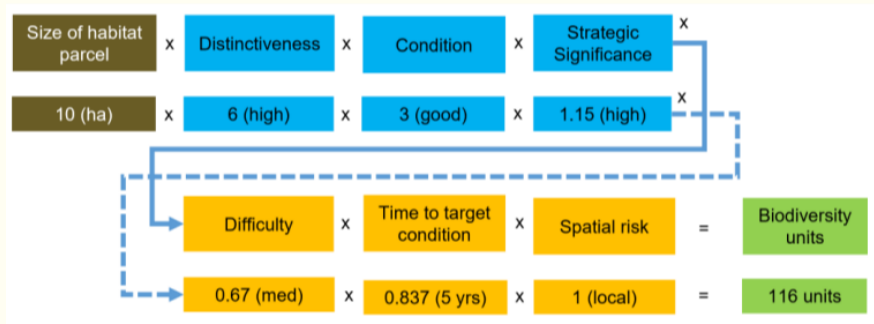 Size of habitat
parcel
x
Distinctiveness
x
Condition
x
Strategic
Significance
x
10 (ha)
x
6 (high)
x
3 (good)
x
1.15 (high)
x
Difficulty
x
Time to target
condition
x
Spatial risk
=
Biodiversity
units
0.67 (med)
x
0.837 (5 yrs)
x
1 (local)
=
116 units